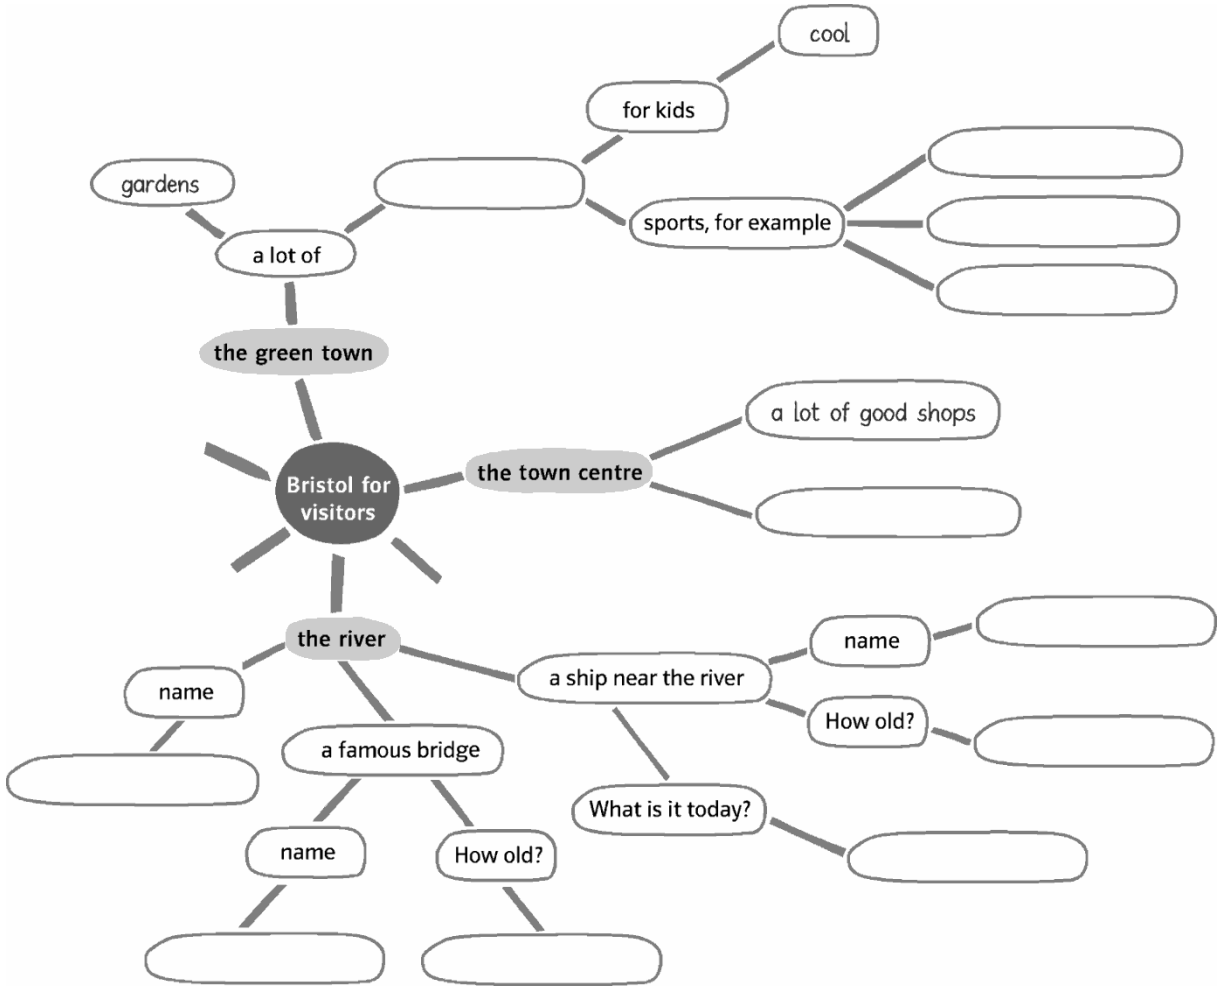 cool
for kids
gardens
sports, for example
a lot of
the green town
a lot of good shops
the town centre
Bristol for
visitors
the river
name
name
a ship near the river
How old?
a famous bridge
What is it today?
name
How old?